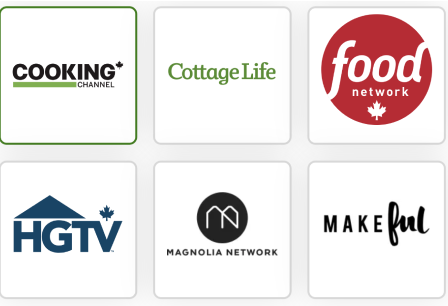 COOKING
CHANNEL
Cottage Life
food
network
HGTV
MAGNOLIA NETWORK
MAKEful